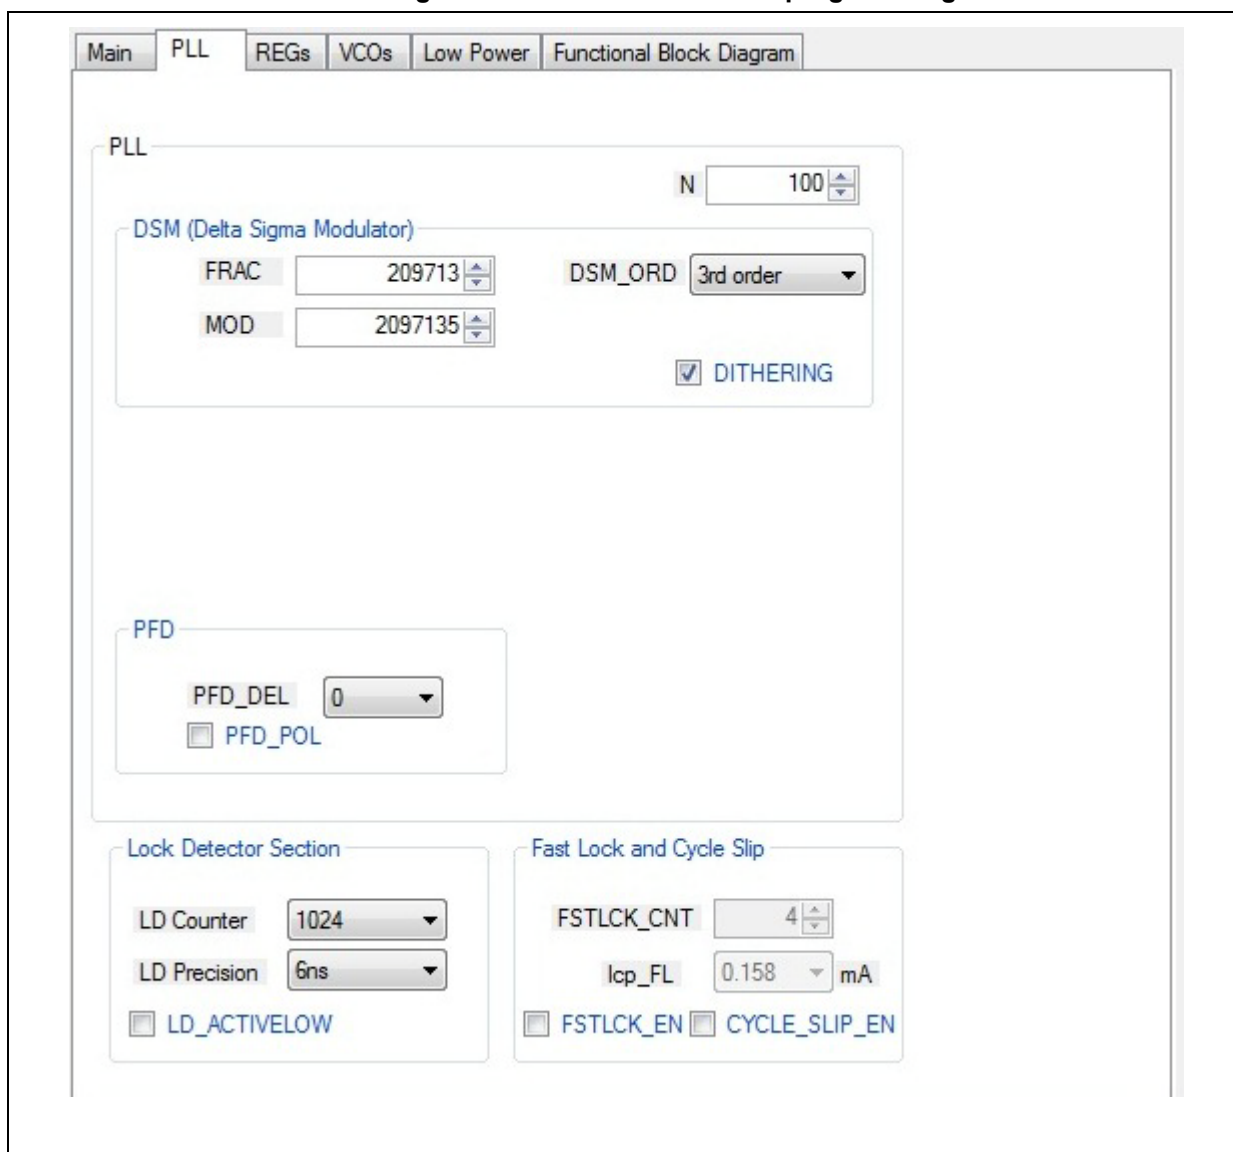 Main PLL REGs VCOs Low Power Functional Block Diagram
PLL
N 100
DSM (Delta Sigma Modulator)
FRAC 209713 DSM_ORD 3rd order
MOD 2097135
DITHERING
PFD
PFD_DEL 0
PFD_POL
Lock Detector Section Fast Lock and Cycle Slip
LD Counter 1024 FSTLCK_CNT 4
LD Precision 6ns Icp_FL 0.158 mA
LD_ACTIVELOW FSTLCK_EN CYCLE_SLIP_EN